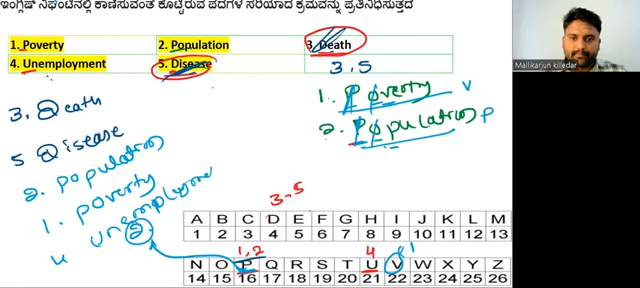 ಇಂಗ್ಲಿಷ್ ನಿಘಂಟಿನಲ್ಲಿ ಕಾಣಿಸುವಂತೆ ಕೊಟ್ಟಿರುವ ಪದಗಳ ಸರಿಯಾದ ಕ್ರಮವನ್ನು ಪ್ರತಿನಿಧಿಸುತ್ತದೆ
1. Poverty 2. Population 3. Death
4. Unemployment 5. Disease 3, 5
Mallikarjun killedar
1. Poverty V
2. Population P
3. Death
5 Disease
2. Population
1. Poverty
4 unemployme
2
3,5
A B C D E F G H I J K L M
1 2 3 4 5 6 7 8 9 10 11 12 13
1,2 4 1
N O P Q R S T U V W X Y Z
14 15 16 17 18 19 20 21 22 23 24 25 26